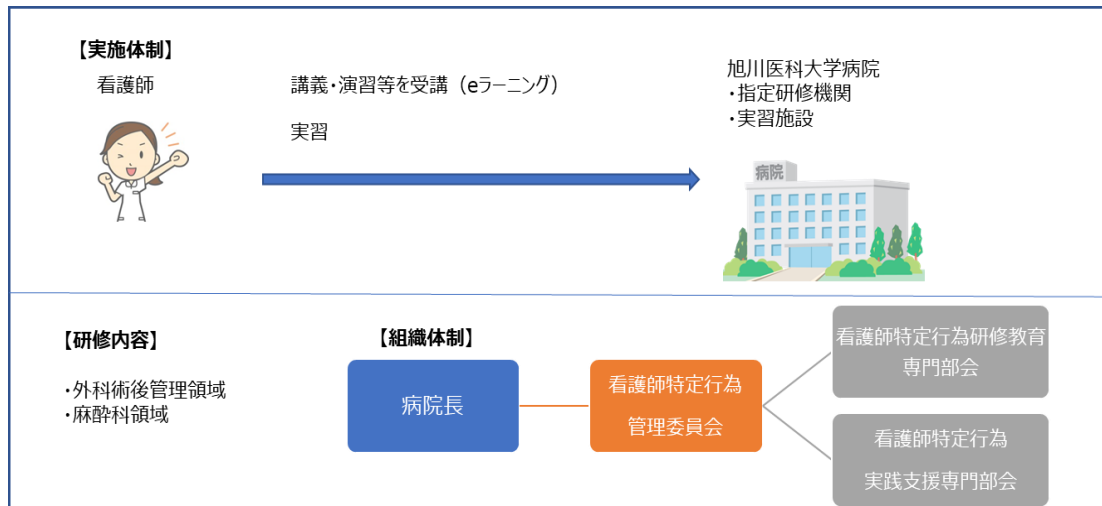 【実施体制】
看護師
講義・演習等を受講（eラーニング）
実習
旭川医科大学病院
・指定研修機関
・実習施設
病院
【研修内容】
・外科術後管理領域
・麻酔科領域
【組織体制】
病院長
看護師特定行為
管理委員会
看護師特定行為研修教育
専門部会
看護師特定行為
実践支援専門部会